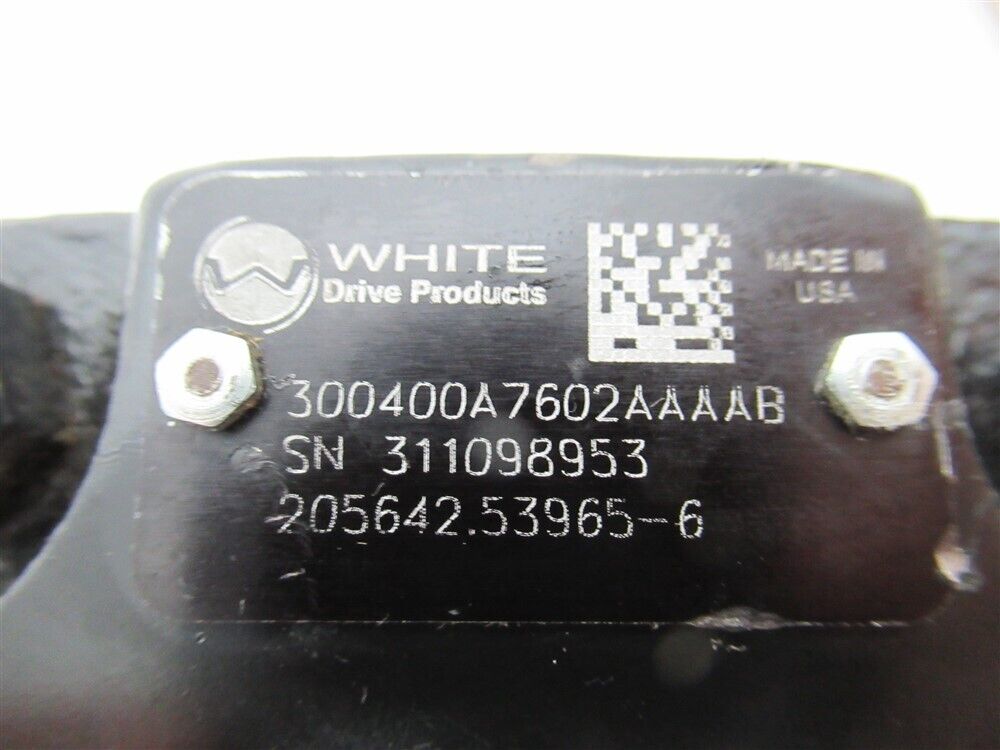 WHITE
Drive Products
MADE IN
USA
300400A7602AAAAB
SN 311098953
205642.53965-6